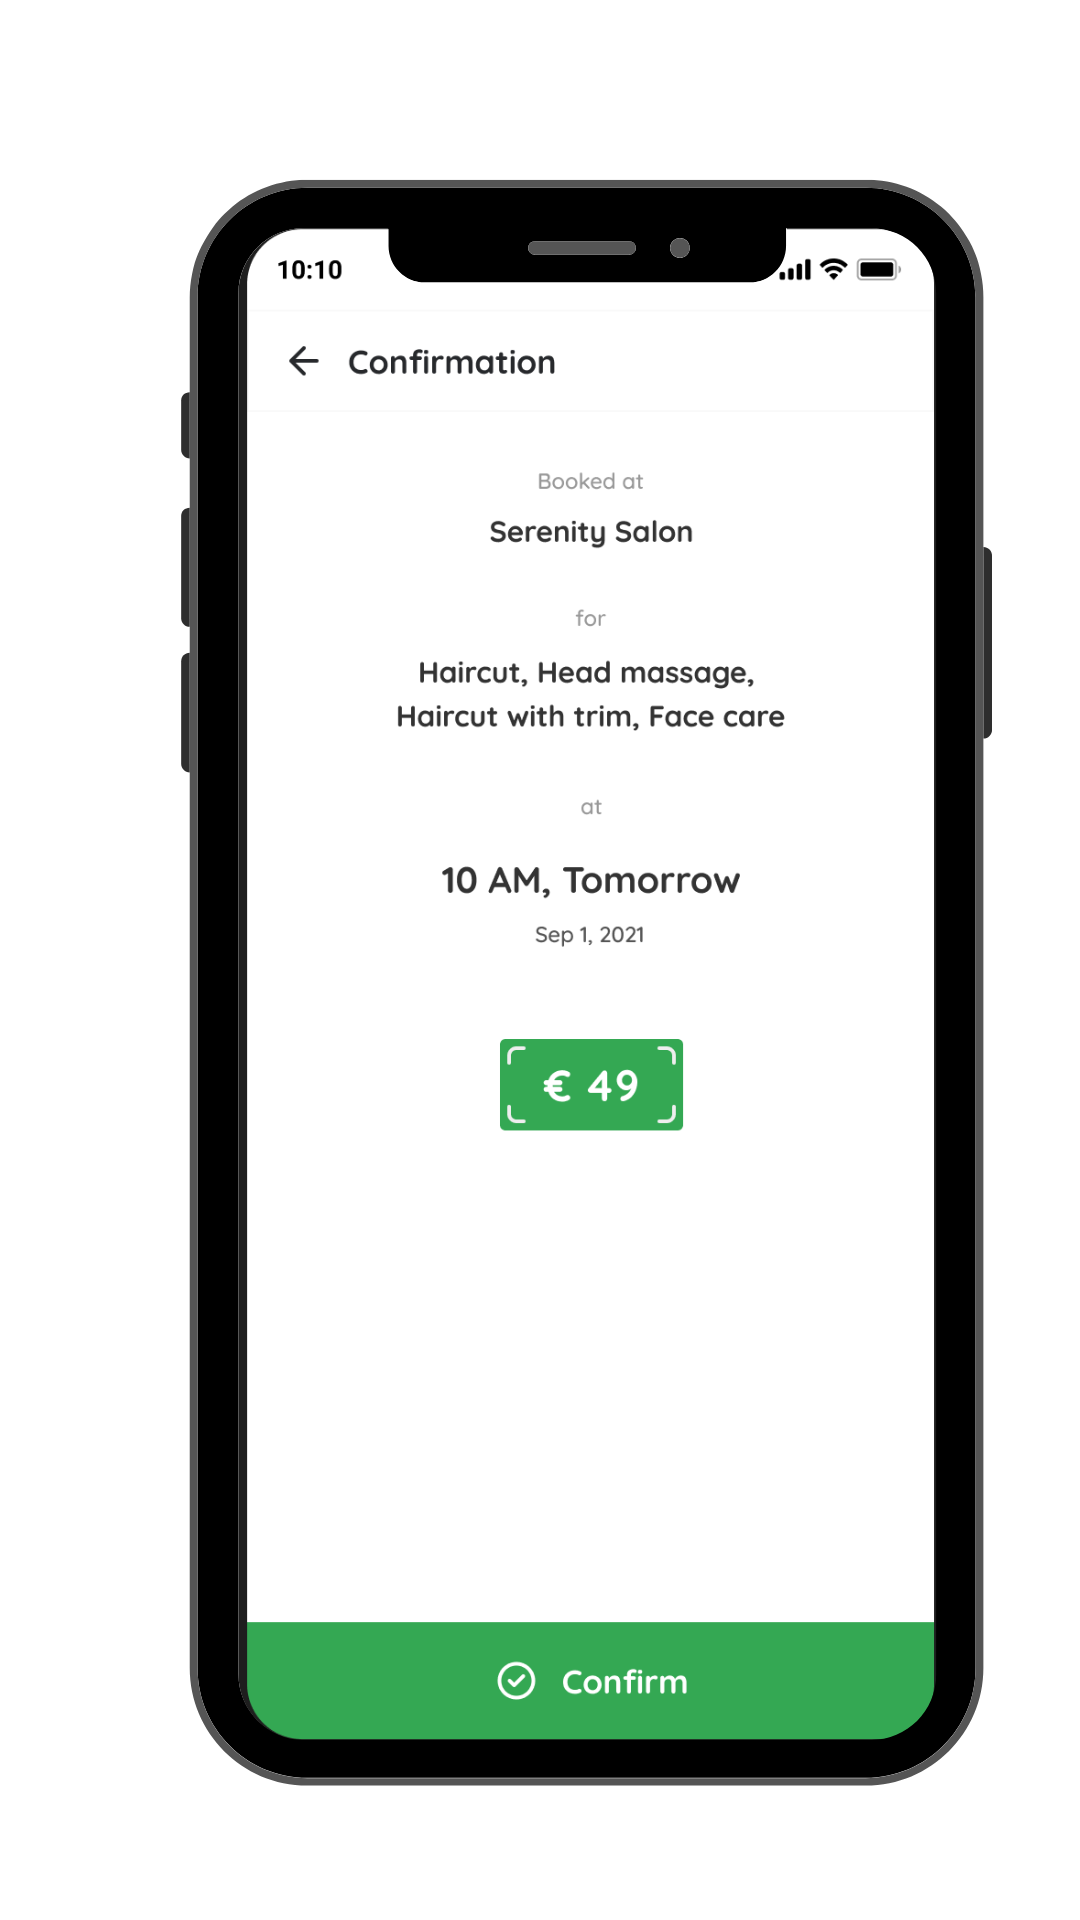 10:10
Confirmation
Booked at
Serenity Salon
for
Haircut, Head massage,
Haircut with trim, Face care
at
10 AM, Tomorrow
Sep 1, 2021
€ 49
Confirm